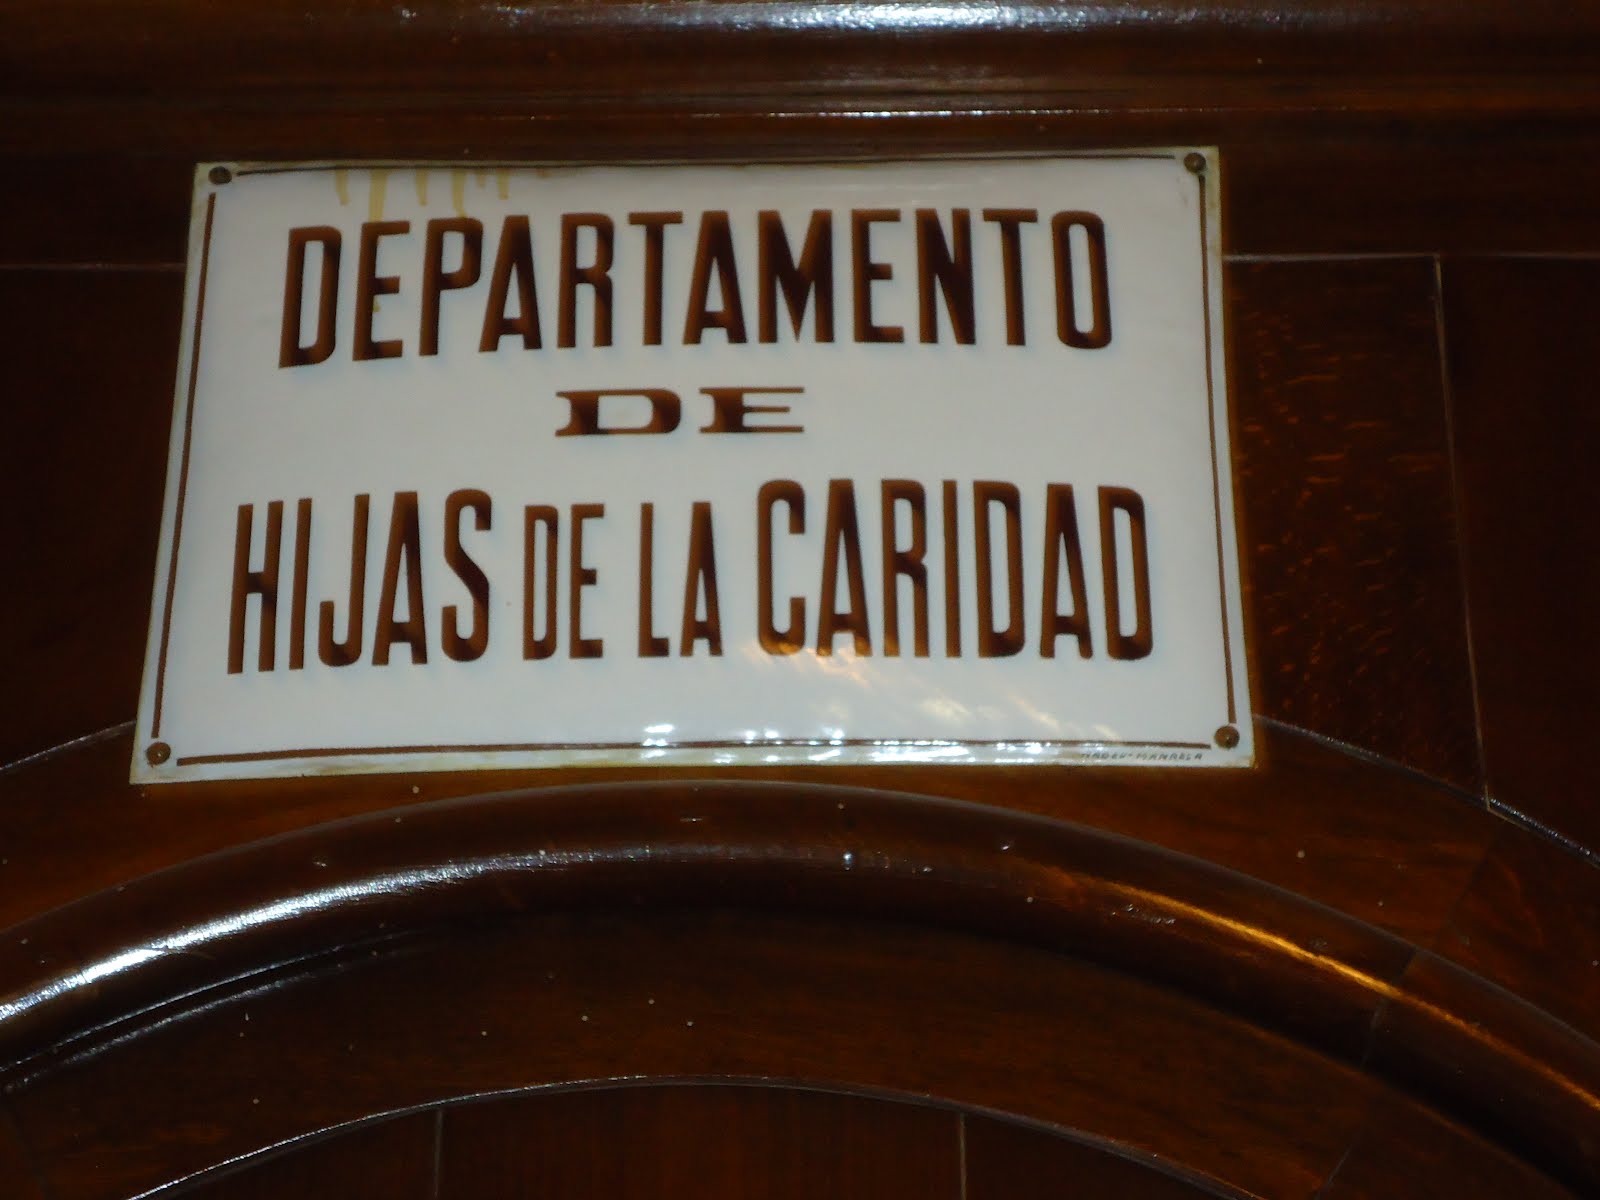 DEPARTAMENTO
DE
HIJAS DE LA CARIDAD